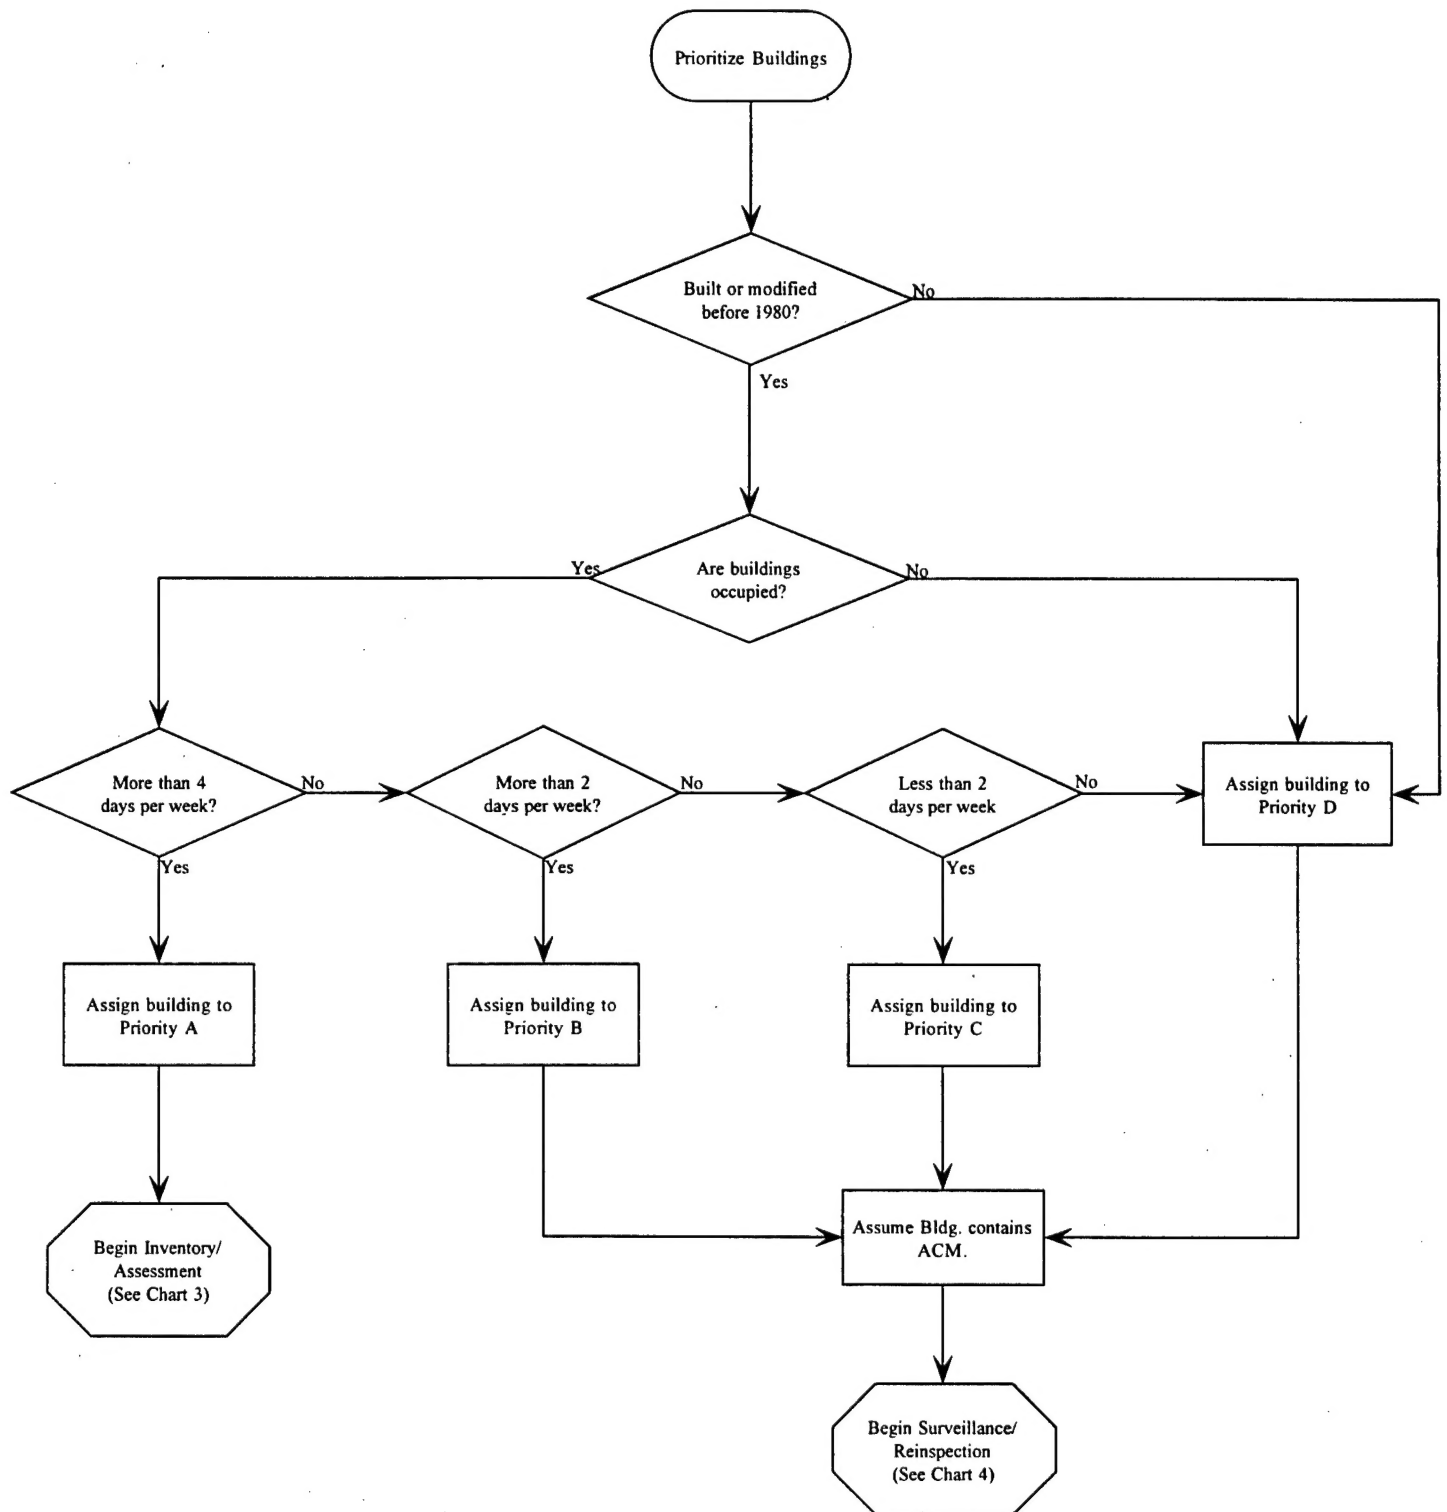 Prioritize Buildings
Built or modified
before 1980?
No
Yes
Yes
Are buildings
occupied?
No
More than 4
days per week?
No
More than 2
days per week?
No
Less than 2
days per week
No
Assign building to
Priority D
Yes
Yes
Yes
Assign building to
Priority A
Assign building to
Priority B
Assign building to
Priority C
Assume Bldg. contains
ACM.
Begin Inventory/
Assessment
(See Chart 3)
Begin Surveillance/
Reinspection
(See Chart 4)